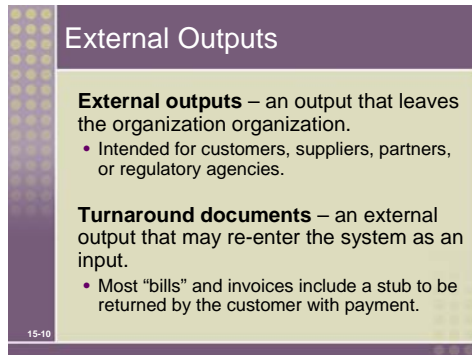 External Outputs
External outputs – an output that leaves
the organization organization.
• Intended for customers, suppliers, partners,
or regulatory agencies.
Turnaround documents – an external
output that may re-enter the system as an
input.
• Most “bills” and invoices include a stub to be
returned by the customer with payment.
15-10